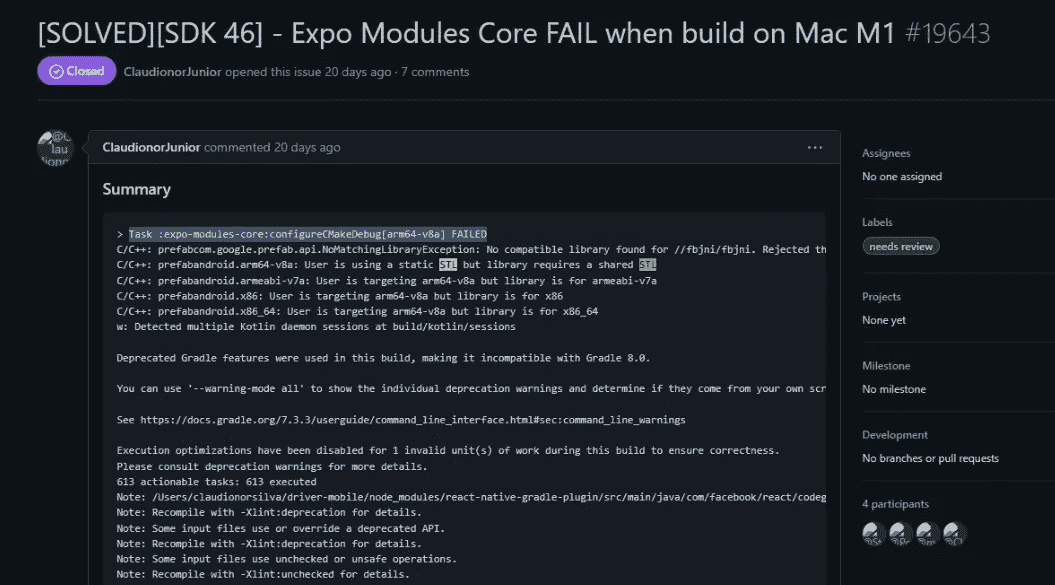 [SOLVED][SDK 46] - Expo Modules Core FAIL when build on Mac M1 #19643
Closed
ClaudionorJunior opened this issue 20 days ago · 7 comments
ClaudionorJunior commented 20 days ago
Summary
> Task :expo-modules-core:configureCMakeDebug[arm64-v8a] FAILED
C/C++: prefabcom.google.prefab.api.NoMatchingLibraryException: No compatible library found for //fbjni/fbjni. Rejected th
C/C++: prefabandroid.arm64-v8a: User is using a static STL but library requires a shared STL
C/C++: prefabandroid.armeabi-v7a: User is targeting arm64-v8a but library is for armeabi-v7a
C/C++: prefabandroid.x86: User is targeting arm64-v8a but library is for x86
C/C++: prefabandroid.x86_64: User is targeting arm64-v8a but library is for x86_64
w: Detected multiple Kotlin daemon sessions at build/kotlin/sessions
Deprecated Gradle features were used in this build, making it incompatible with Gradle 8.0.
You can use '--warning-mode all' to show the individual deprecation warnings and determine if they come from your own scr
See https://docs.gradle.org/7.3.3/userguide/command_line_interface.html#sec:command_line_warnings
Execution optimizations have been disabled for 1 invalid unit(s) of work during this build to ensure correctness.
Please consult deprecation warnings for more details.
613 actionable tasks: 613 executed
Note: /Users/claudionorsilva/driver-mobile/node_modules/react-native-gradle-plugin/src/main/java/com/facebook/react/codeg
Note: Recompile with -Xlint:deprecation for details.
Note: Some input files use or override a deprecated API.
Note: Recompile with -Xlint:deprecation for details.
Note: Some input files use unchecked or unsafe operations.
Note: Recompile with -Xlint:unchecked for details.
Assignees
No one assigned
Labels
needs review
Projects
None yet
Milestone
No milestone
Development
No branches or pull requests
4 participants